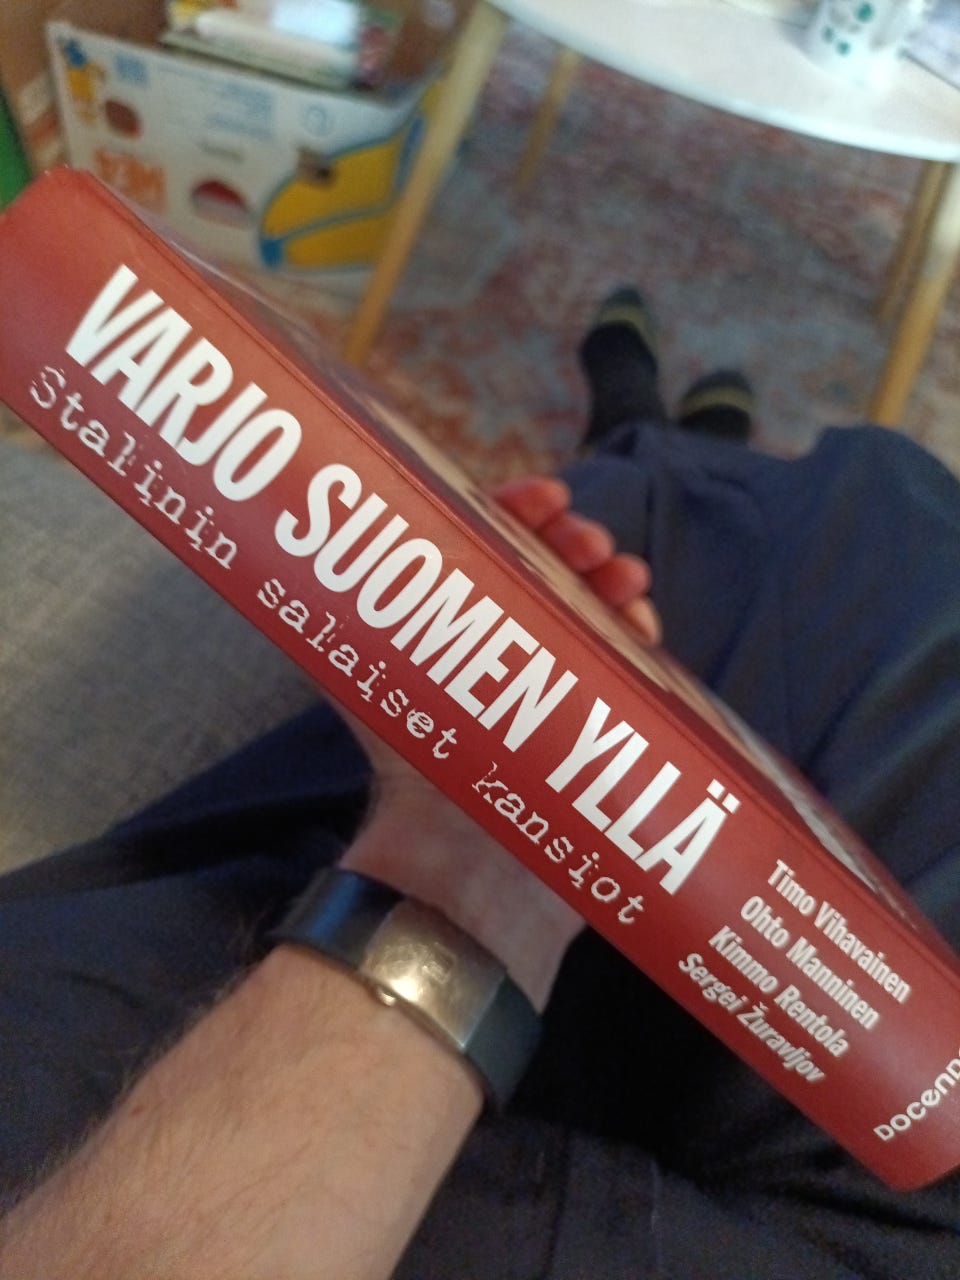 VARJO SUOMEN YLLÄ
Stalinin salaiset kansiot
Timo Vihavainen
Ohto Manninen
Kimmo Rentola
Sergei Žuravljov